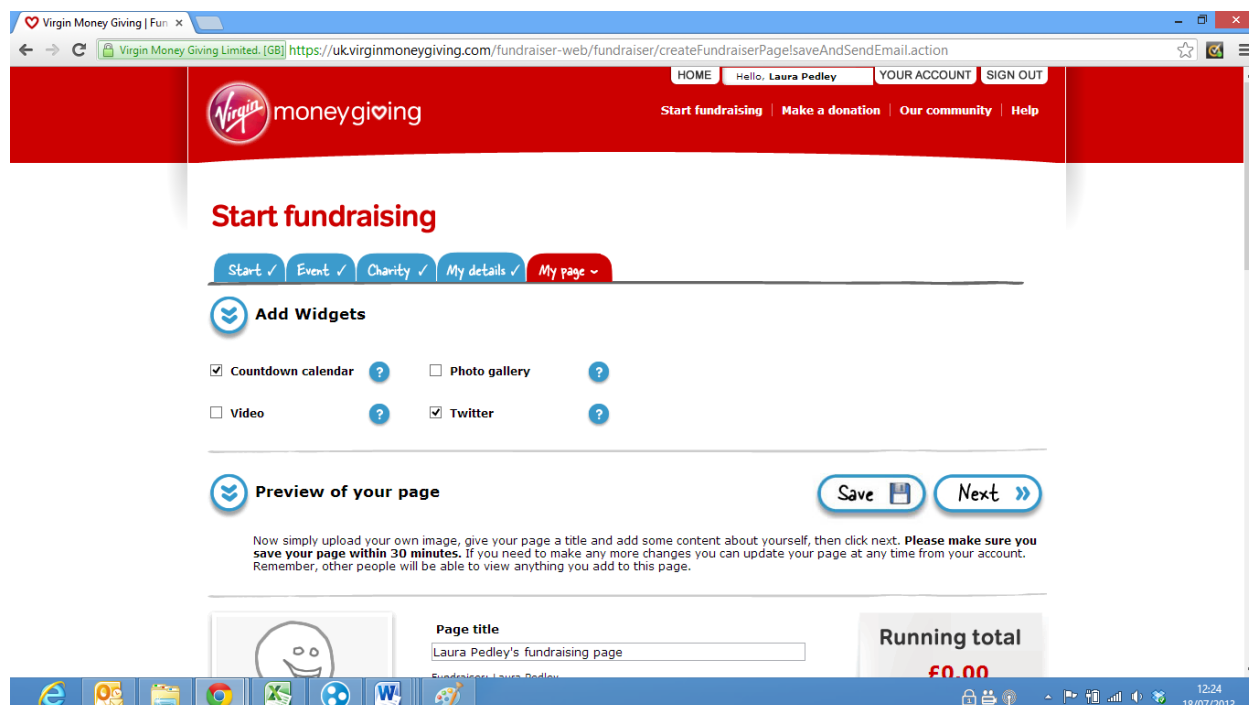 Virgin Money Giving | Fun
Virgin Money Giving Limited. [GB] https://uk.virginmoneygiving.com/fundraiser-web/fundraiser/createFundraiserPage!saveAndSendEmail.action
HOME Hello, Laura Pedley YOUR ACCOUNT SIGN OUT
Virgin moneygiving
Start fundraising | Make a donation | Our community | Help
Start fundraising
Start ✓ Event ✓ Charity ✓ My details ✓ My page
Add Widgets
Countdown calendar ? Photo gallery ?
Video ? Twitter ?
Preview of your page Save Next »
Now simply upload your own image, give your page a title and add some content about yourself, then click next. Please make sure you
save your page within 30 minutes. If you need to make any more changes you can update your page at any time from your account.
Remember, other people will be able to view anything you add to this page.
Page title
Running total
Laura Pedley's fundraising page
Fundraiser: Laura Pedley
£0.00
12:24
18/07/2013